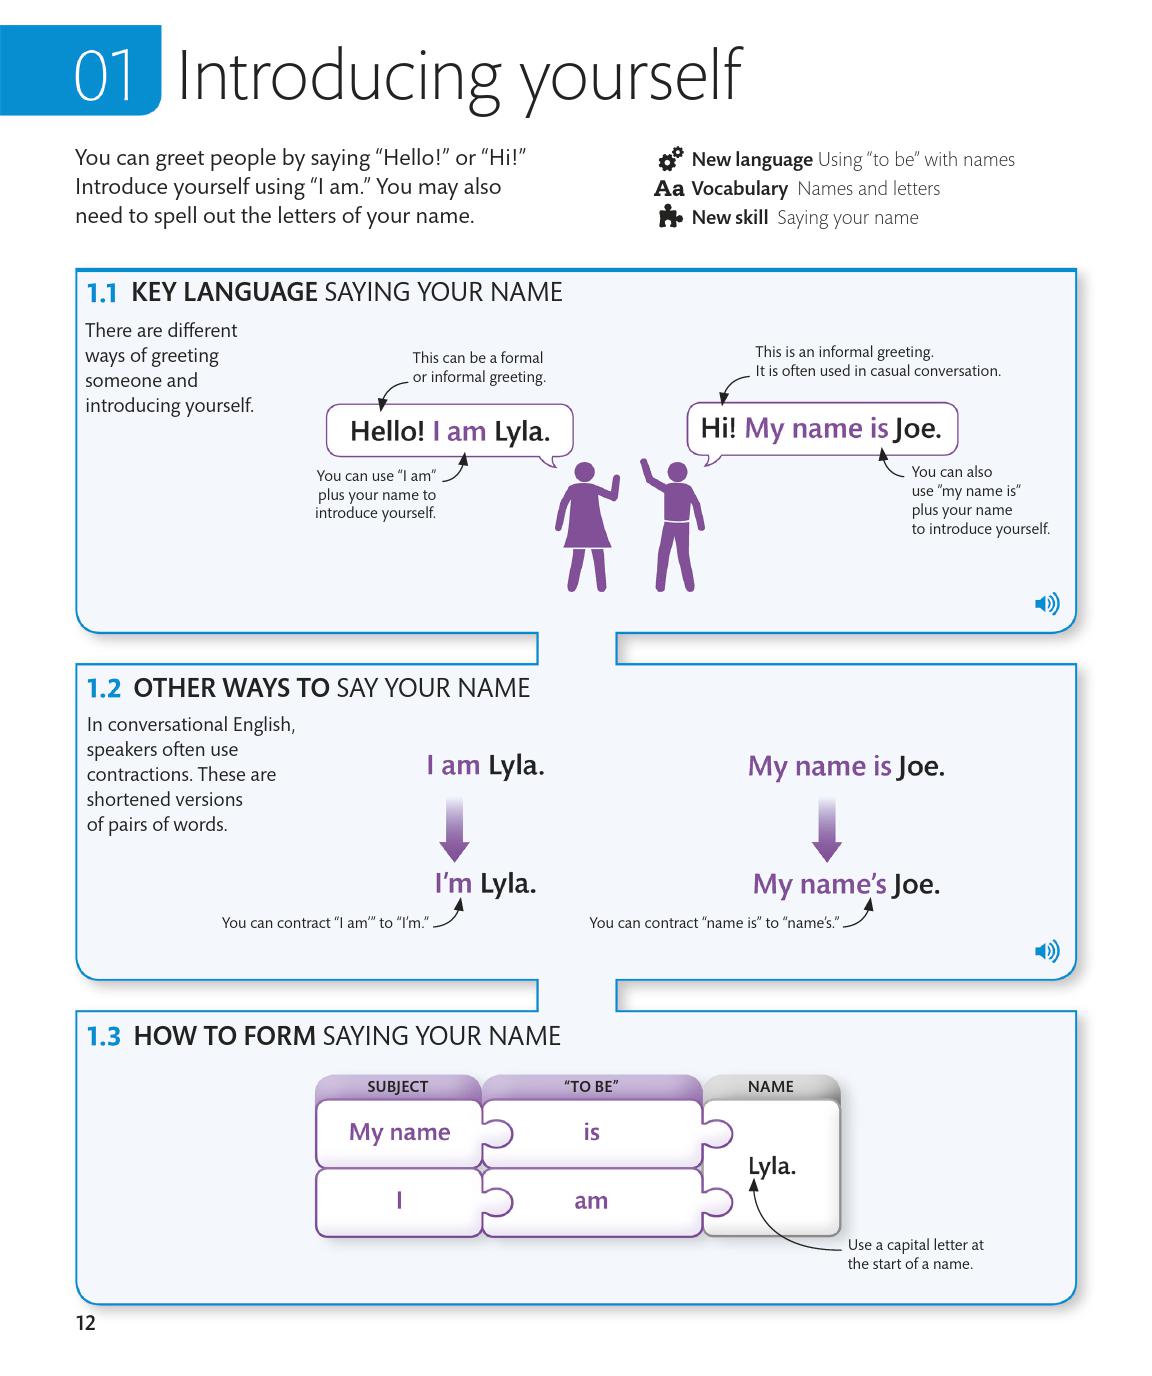 01 Introducing yourself
You can greet people by saying “Hello!” or “Hi!”
Introduce yourself using “I am.” You may also
need to spell out the letters of your name.
New language Using “to be” with names
Aa Vocabulary Names and letters
New skill Saying your name
1.1 KEY LANGUAGE SAYING YOUR NAME
There are different
ways of greeting
someone and
introducing yourself.
This can be a formal
or informal greeting.
Hello! I am Lyla.
You can use “I am”
plus your name to
introduce yourself.
This is an informal greeting.
It is often used in casual conversation.
Hi! My name is Joe.
You can also
use “my name is”
plus your name
to introduce yourself.
1.2 OTHER WAYS TO SAY YOUR NAME
In conversational English,
speakers often use
contractions. These are
shortened versions
of pairs of words.
I am Lyla.
I’m Lyla.
You can contract “I am’” to “I’m.”
My name is Joe.
My name’s Joe.
You can contract “name is” to “name’s.”
1.3 HOW TO FORM SAYING YOUR NAME
SUBJECT “TO BE” NAME
My name is
Lyla.
I am
Use a capital letter at
the start of a name.
12